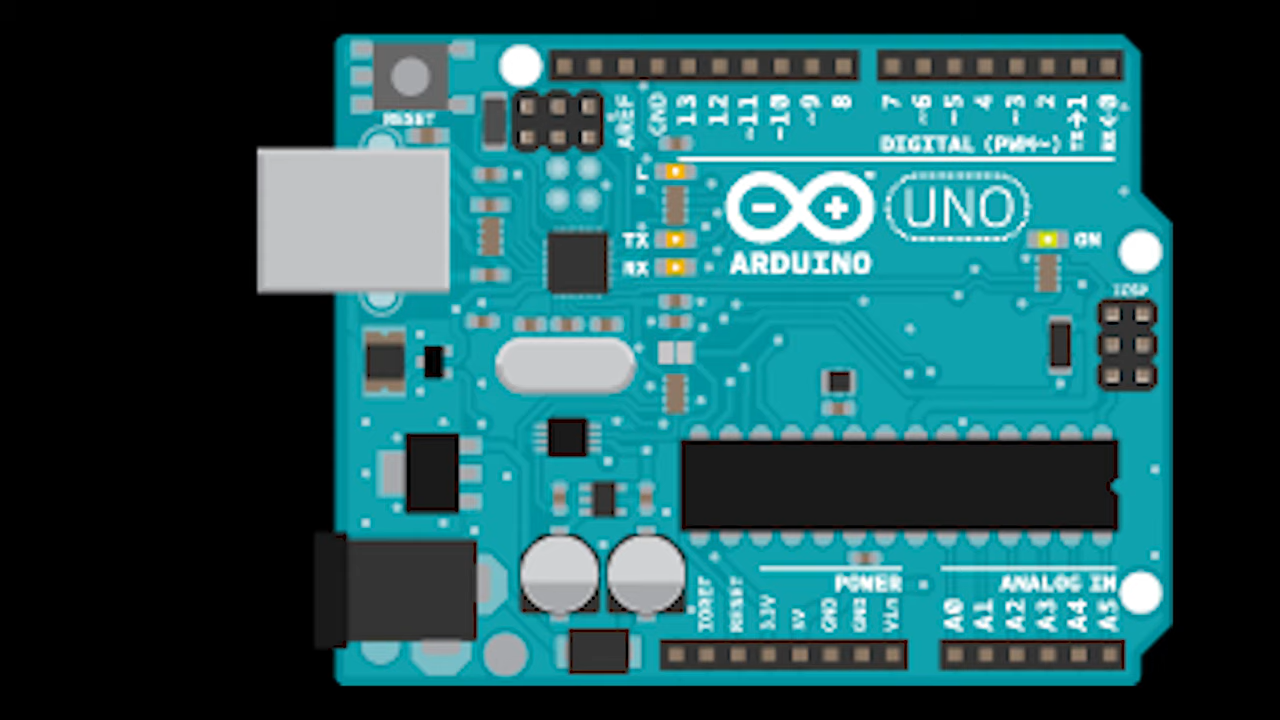 RESET
AREF
GND
13
12
~11
~10
~9
8
7
~6
~5
4
~3
2
TX→1
RX←0
DIGITAL (PWM~)
L
TX
RX
UNO
ARDUINO
ON
ICSP
POWER
ANALOG IN
IOREF
RESET
3.3V
5V
GND
GND
Vin
A0
A1
A2
A3
A4
A5